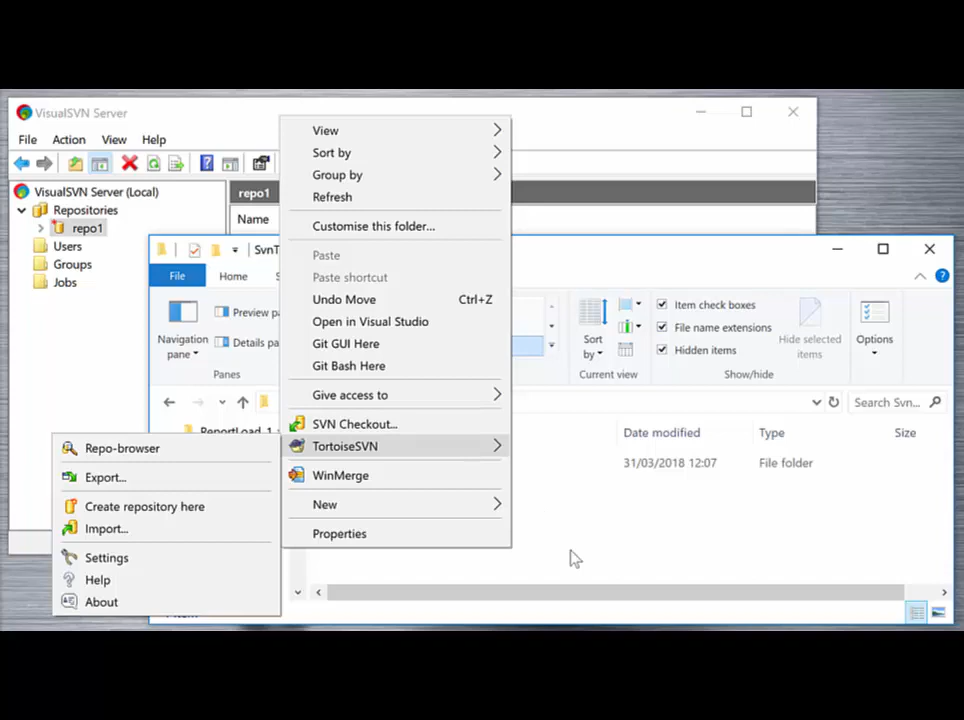 VisualSVN Server
File Action View Help
VisualSVN Server (Local)
Repositories
repo1
Users
Groups
Jobs
repo1
Name
View
Sort by
Group by
Refresh
Customise this folder...
Paste
Paste shortcut
Undo Move Ctrl+Z
Open in Visual Studio
Git GUI Here
Git Bash Here
Give access to
SVN Checkout...
TortoiseSVN
WinMerge
New
Properties
Repo-browser
Export...
Create repository here
Import...
Settings
Help
About
File Home
Navigation
pane
Preview
Details
Panes
Sort
by
Current view
Item check boxes
File name extensions
Hidden items
Hide selected
items
Show/hide
Options
Search Svn...
ReportLoad_1
Date modified Type Size
31/03/2018 12:07 File folder